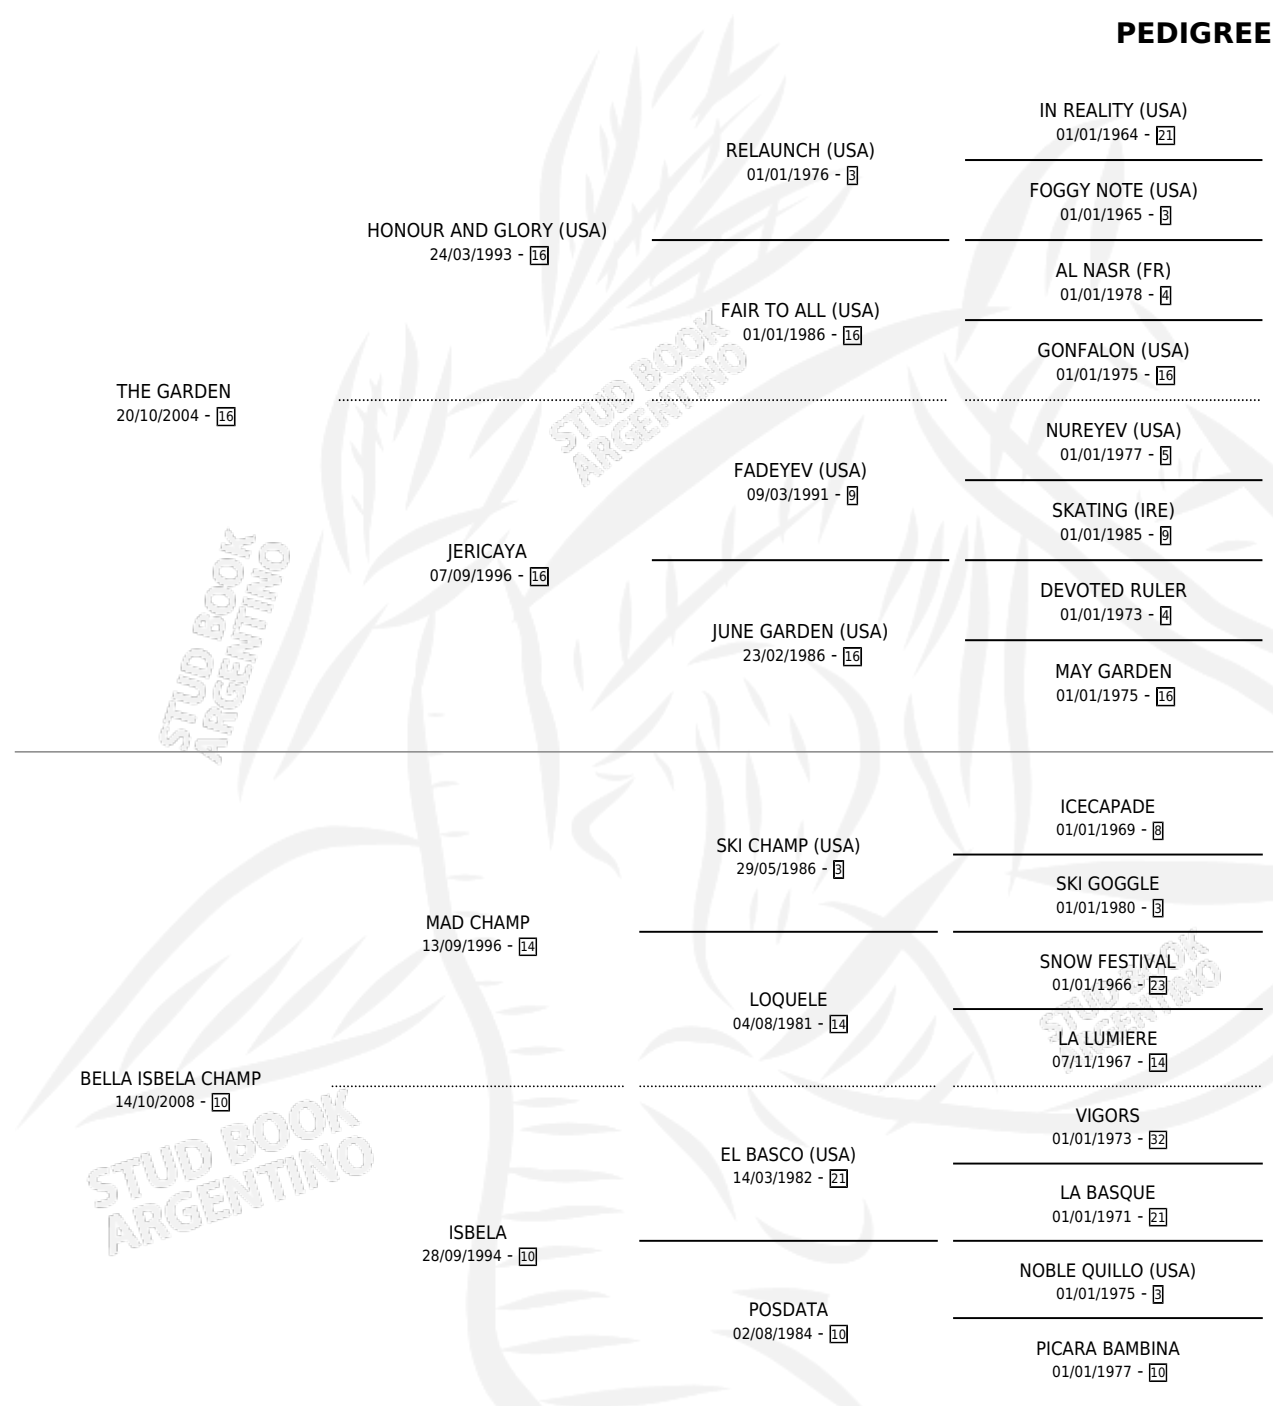 PEDIGREE
THE GARDEN
20/10/2004 - 16
HONOUR AND GLORY (USA)
24/03/1993 - 16
RELAUNCH (USA)
01/01/1976 - 3
IN REALITY (USA)
01/01/1964 - 21
FOGGY NOTE (USA)
01/01/1965 - 3
FAIR TO ALL (USA)
01/01/1986 - 16
AL NASR (FR)
01/01/1978 - 4
GONFALON (USA)
01/01/1975 - 16
JERICAYA
07/09/1996 - 16
FADEYEV (USA)
09/03/1991 - 9
NUREYEV (USA)
01/01/1977 - 5
SKATING (IRE)
01/01/1985 - 9
JUNE GARDEN (USA)
23/02/1986 - 16
DEVOTED RULER
01/01/1973 - 4
MAY GARDEN
01/01/1975 - 16
BELLA ISBELA CHAMP
14/10/2008 - 10
MAD CHAMP
13/09/1996 - 14
SKI CHAMP (USA)
29/05/1986 - 3
ICECAPADE
01/01/1969 - 8
SKI GOGGLE
01/01/1980 - 3
LOQUELE
04/08/1981 - 14
SNOW FESTIVAL
01/01/1966 - 23
LA LUMIERE
07/11/1967 - 14
ISBELA
28/09/1994 - 10
EL BASCO (USA)
14/03/1982 - 21
VIGORS
01/01/1973 - 32
LA BASQUE
01/01/1971 - 21
POSDATA
02/08/1984 - 10
NOBLE QUILLO (USA)
01/01/1975 - 3
PICARA BAMBINA
01/01/1977 - 10
STUD BOOK
ARGENTINO
STUD BOOK
ARGENTINO
STUD BOOK
ARGENTINO
STUD BOOK
ARGENTINO